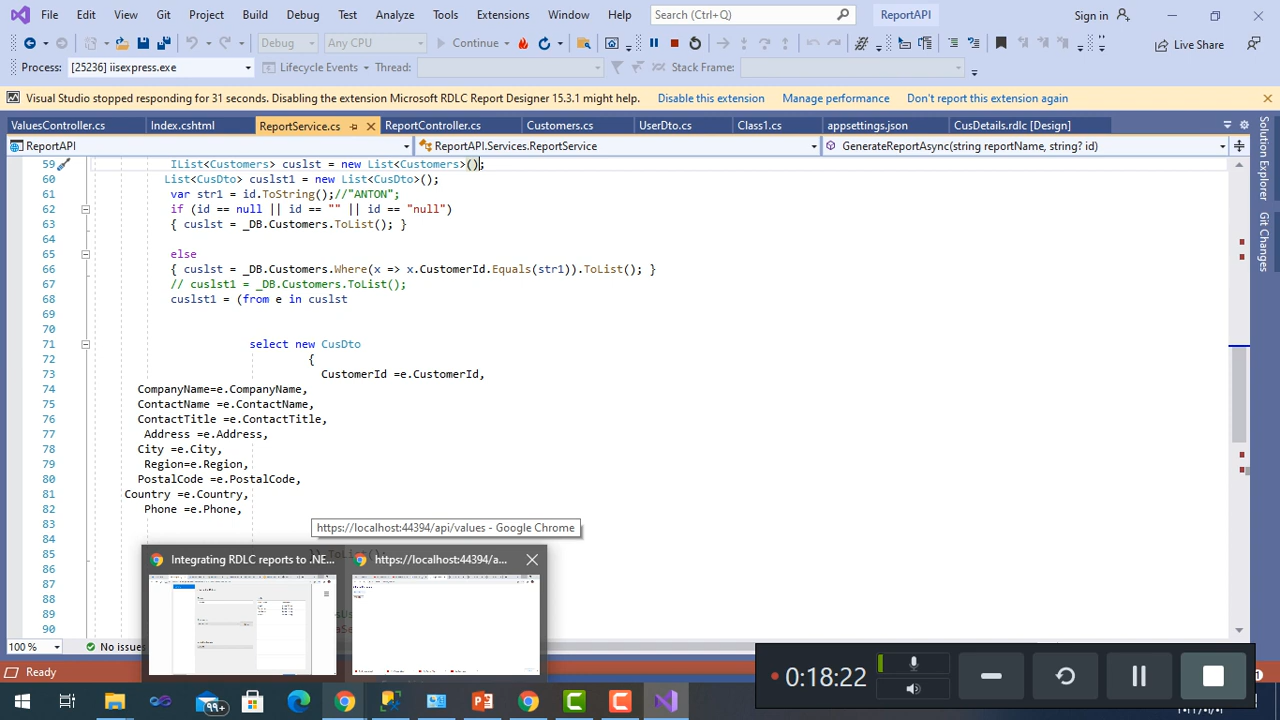 File Edit View Git Project RDLC Debug Test Analyze Tools Extensions Window Help Search (Ctrl+Q) ReportAPI Sign in
Debug Any CPU Continue Live Share
Process: [25236] iisexpress.exe Lifecycle Events Thread: Stack Frame:
Visual Studio stopped responding for 31 seconds. Disabling the extension Microsoft RDLC Report Designer 15.3.1 might help. Disable this extension Manage performance Don't report this extension again
ValuesController.cs Index.cshtml ReportService.cs ReportController.cs Customers.cs UserDto.cs Class1.cs appsettings.json CusDetails.rdlc [Design]
ReportAPI ReportAPI.Services.ReportService GenerateReportAsync(string reportName, string? id)
Solution Explorer
Git Changes
59 IList<Customers> cuslst = new List<Customers>();
60 List<CusDto> cuslst1 = new List<CusDto>();
61 var str1 = id.ToString();//"ANTON";
62 if (id == null || id == "" || id == "null")
63 { cuslst = _DB.Customers.ToList(); }
64
65 else
66 { cuslst = _DB.Customers.Where(x => x.CustomerId.Equals(str1)).ToList(); }
67 // cuslst1 = _DB.Customers.ToList();
68 cuslst1 = (from e in cuslst
69
70
71 select new CusDto
72 {
73 CustomerId =e.CustomerId,
74 CompanyName=e.CompanyName,
75 ContactName =e.ContactName,
76 ContactTitle =e.ContactTitle,
77 Address =e.Address,
78 City =e.City,
79 Region=e.Region,
80 PostalCode =e.PostalCode,
81 Country =e.Country,
82 Phone =e.Phone,
83
https://localhost:44394/api/values - Google Chrome
84
85 }).ToList();
86
Integrating RDLC reports to .NE... https://localhost:44394/a...
87
88
89
90
100 % No issues
Ready
0:18:22
99+